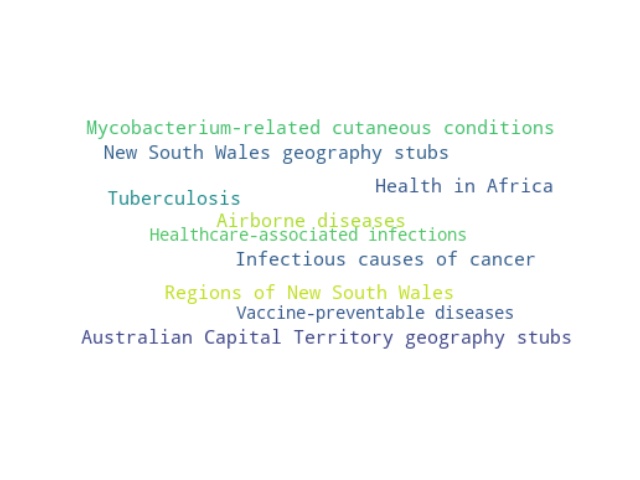 Mycobacterium-related cutaneous conditions
New South Wales geography stubs
Health in Africa
Tuberculosis
Airborne diseases
Healthcare-associated infections
Infectious causes of cancer
Regions of New South Wales
Vaccine-preventable diseases
Australian Capital Territory geography stubs